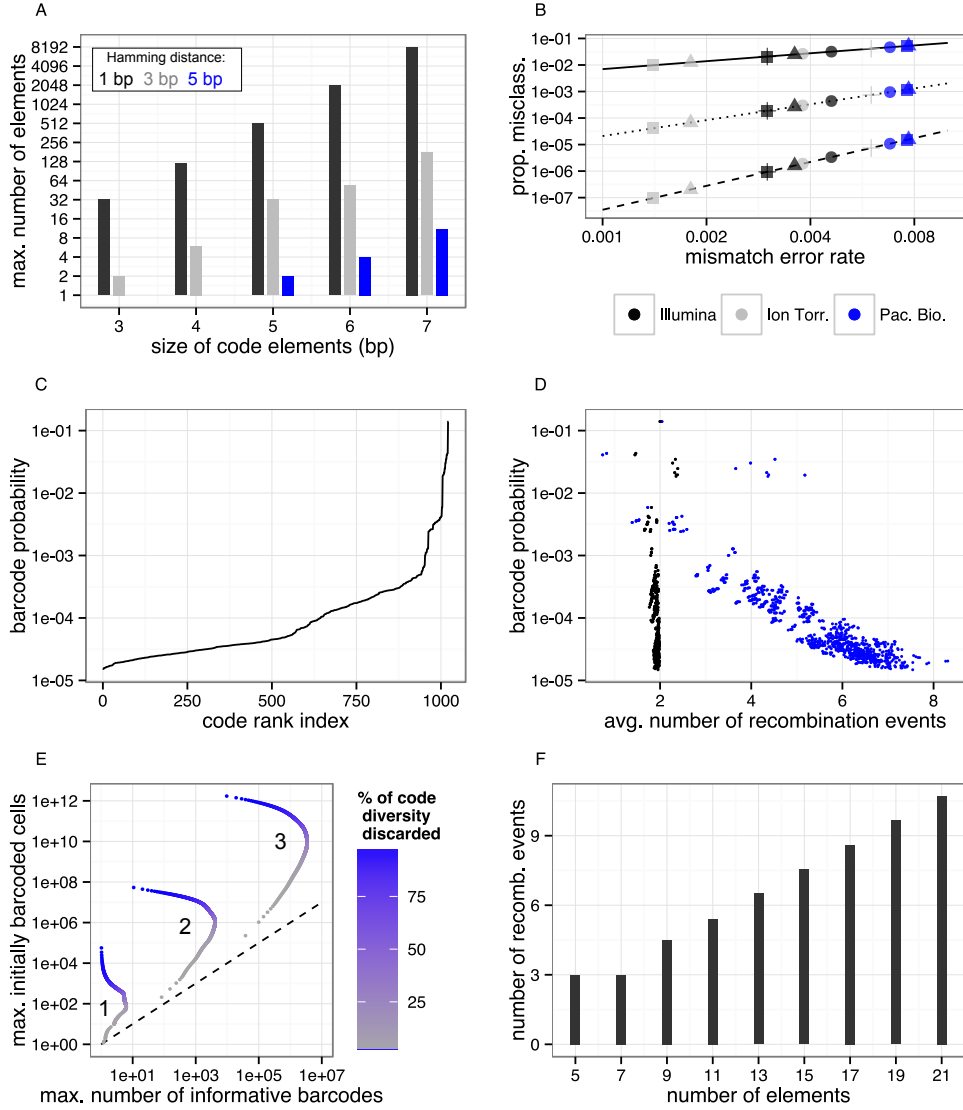 A
Hamming distance:
1 bp 3 bp 5 bp
max. number of elements
8192
4096
2048
1024
512
256
128
64
32
16
8
4
2
1
3 4 5 6 7
size of code elements (bp)
B
prop. misclass.
1e-01
1e-02
1e-03
1e-04
1e-05
1e-06
1e-07
0.001 0.002 0.004 0.008
mismatch error rate
Illumina Ion Torr. Pac. Bio.
C
barcode probability
1e-01
1e-02
1e-03
1e-04
1e-05
0 250 500 750 1000
code rank index
D
barcode probability
1e-01
1e-02
1e-03
1e-04
1e-05
2 4 6 8
avg. number of recombination events
E
max. initially barcoded cells
1e+12
1e+10
1e+08
1e+06
1e+04
1e+02
1e+00
1
2
3
1e+01 1e+03 1e+05 1e+07
max. number of informative barcodes
% of code
diversity
discarded
75
50
25
F
number of recomb. events
9
6
3
0
5 7 9 11 13 15 17 19 21
number of elements